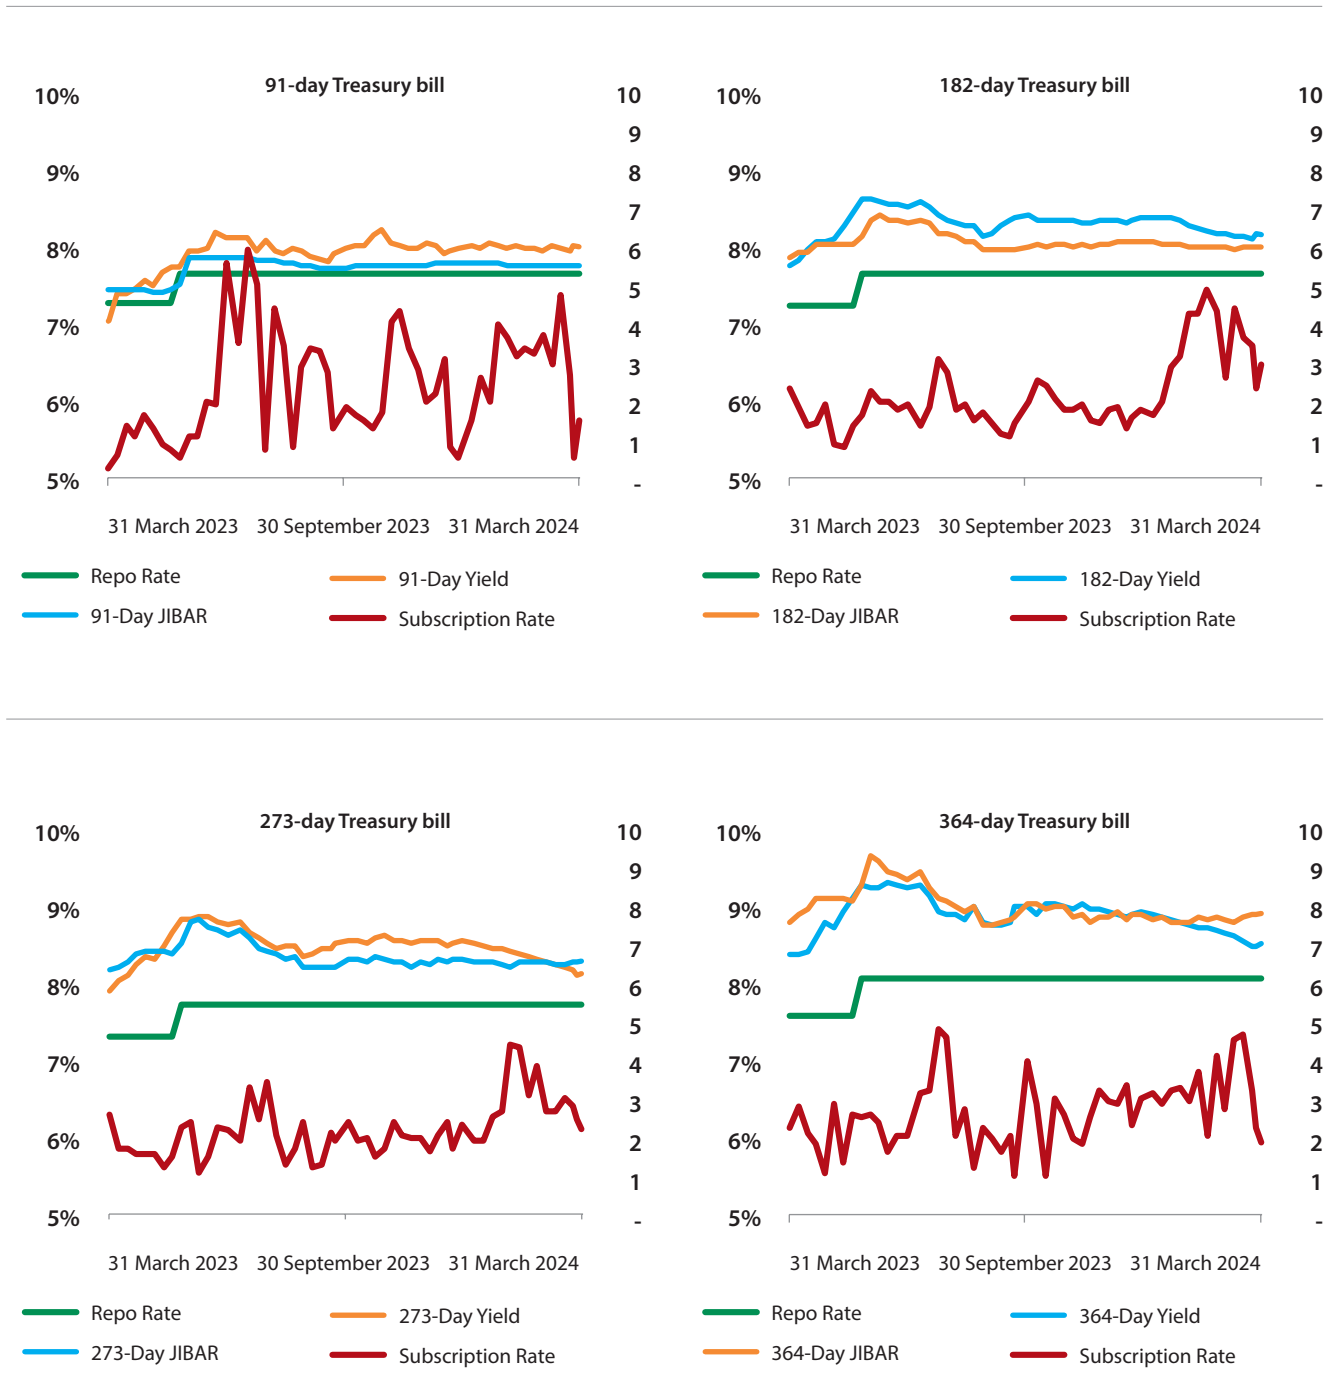 91-day Treasury bill
10%
9%
8%
7%
6%
5%
10
9
8
7
6
5
4
3
2
1
-
31 March 2023 30 September 2023 31 March 2024
Repo Rate
91-Day Yield
91-Day JIBAR
Subscription Rate
182-day Treasury bill
10%
9%
8%
7%
6%
5%
10
9
8
7
6
5
4
3
2
1
-
31 March 2023 30 September 2023 31 March 2024
Repo Rate
182-Day Yield
182-Day JIBAR
Subscription Rate
273-day Treasury bill
10%
9%
8%
7%
6%
5%
10
9
8
7
6
5
4
3
2
1
-
31 March 2023 30 September 2023 31 March 2024
Repo Rate
273-Day Yield
273-Day JIBAR
Subscription Rate
364-day Treasury bill
10%
9%
8%
7%
6%
5%
10
9
8
7
6
5
4
3
2
1
-
31 March 2023 30 September 2023 31 March 2024
Repo Rate
364-Day Yield
364-Day JIBAR
Subscription Rate